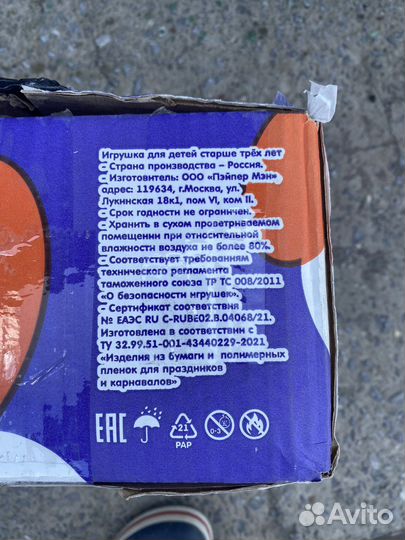 Игрушка для детей старше трёх лет
- Страна производства – Россия.
- Изготовитель: ООО «Пэйпер Мэн»
адрес: 119634, г.Москва, ул.
Лукинская 18к1, пом VI, ком II.
- Срок годности не ограничен.
- Хранить в сухом проветриваемом
помещении при относительной
влажности воздуха не более 80%.
- Соответствует требованиям
технического регламента
таможенного союза ТР ТС 008/2011
«О безопасности игрушек».
- Сертификат соответствия
№ ЕАЭС RU С-RUBE02.В.04068/21.
Изготовлена в соответствии с
ТУ 32.99.51-001-43440229-2021
«Изделия из бумаги и полимерных
пленок для праздников
и карнавалов»
EAC 21 0-3
PAP
Avito